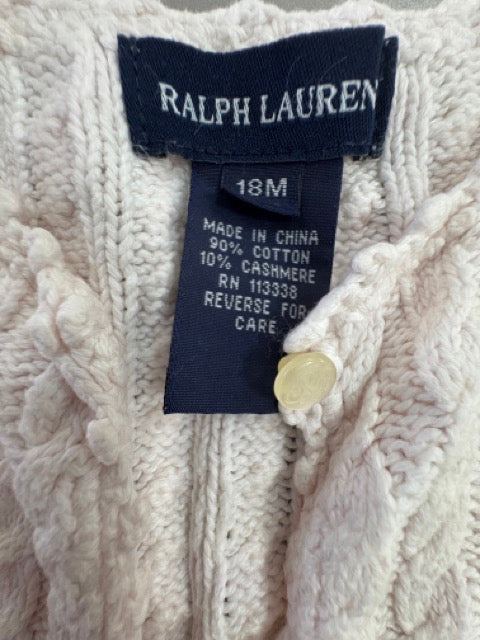 RALPH LAUREN
18M
MADE IN CHINA
90% COTTON
10% CASHMERE
RN 113338
REVERSE FOR
CARE